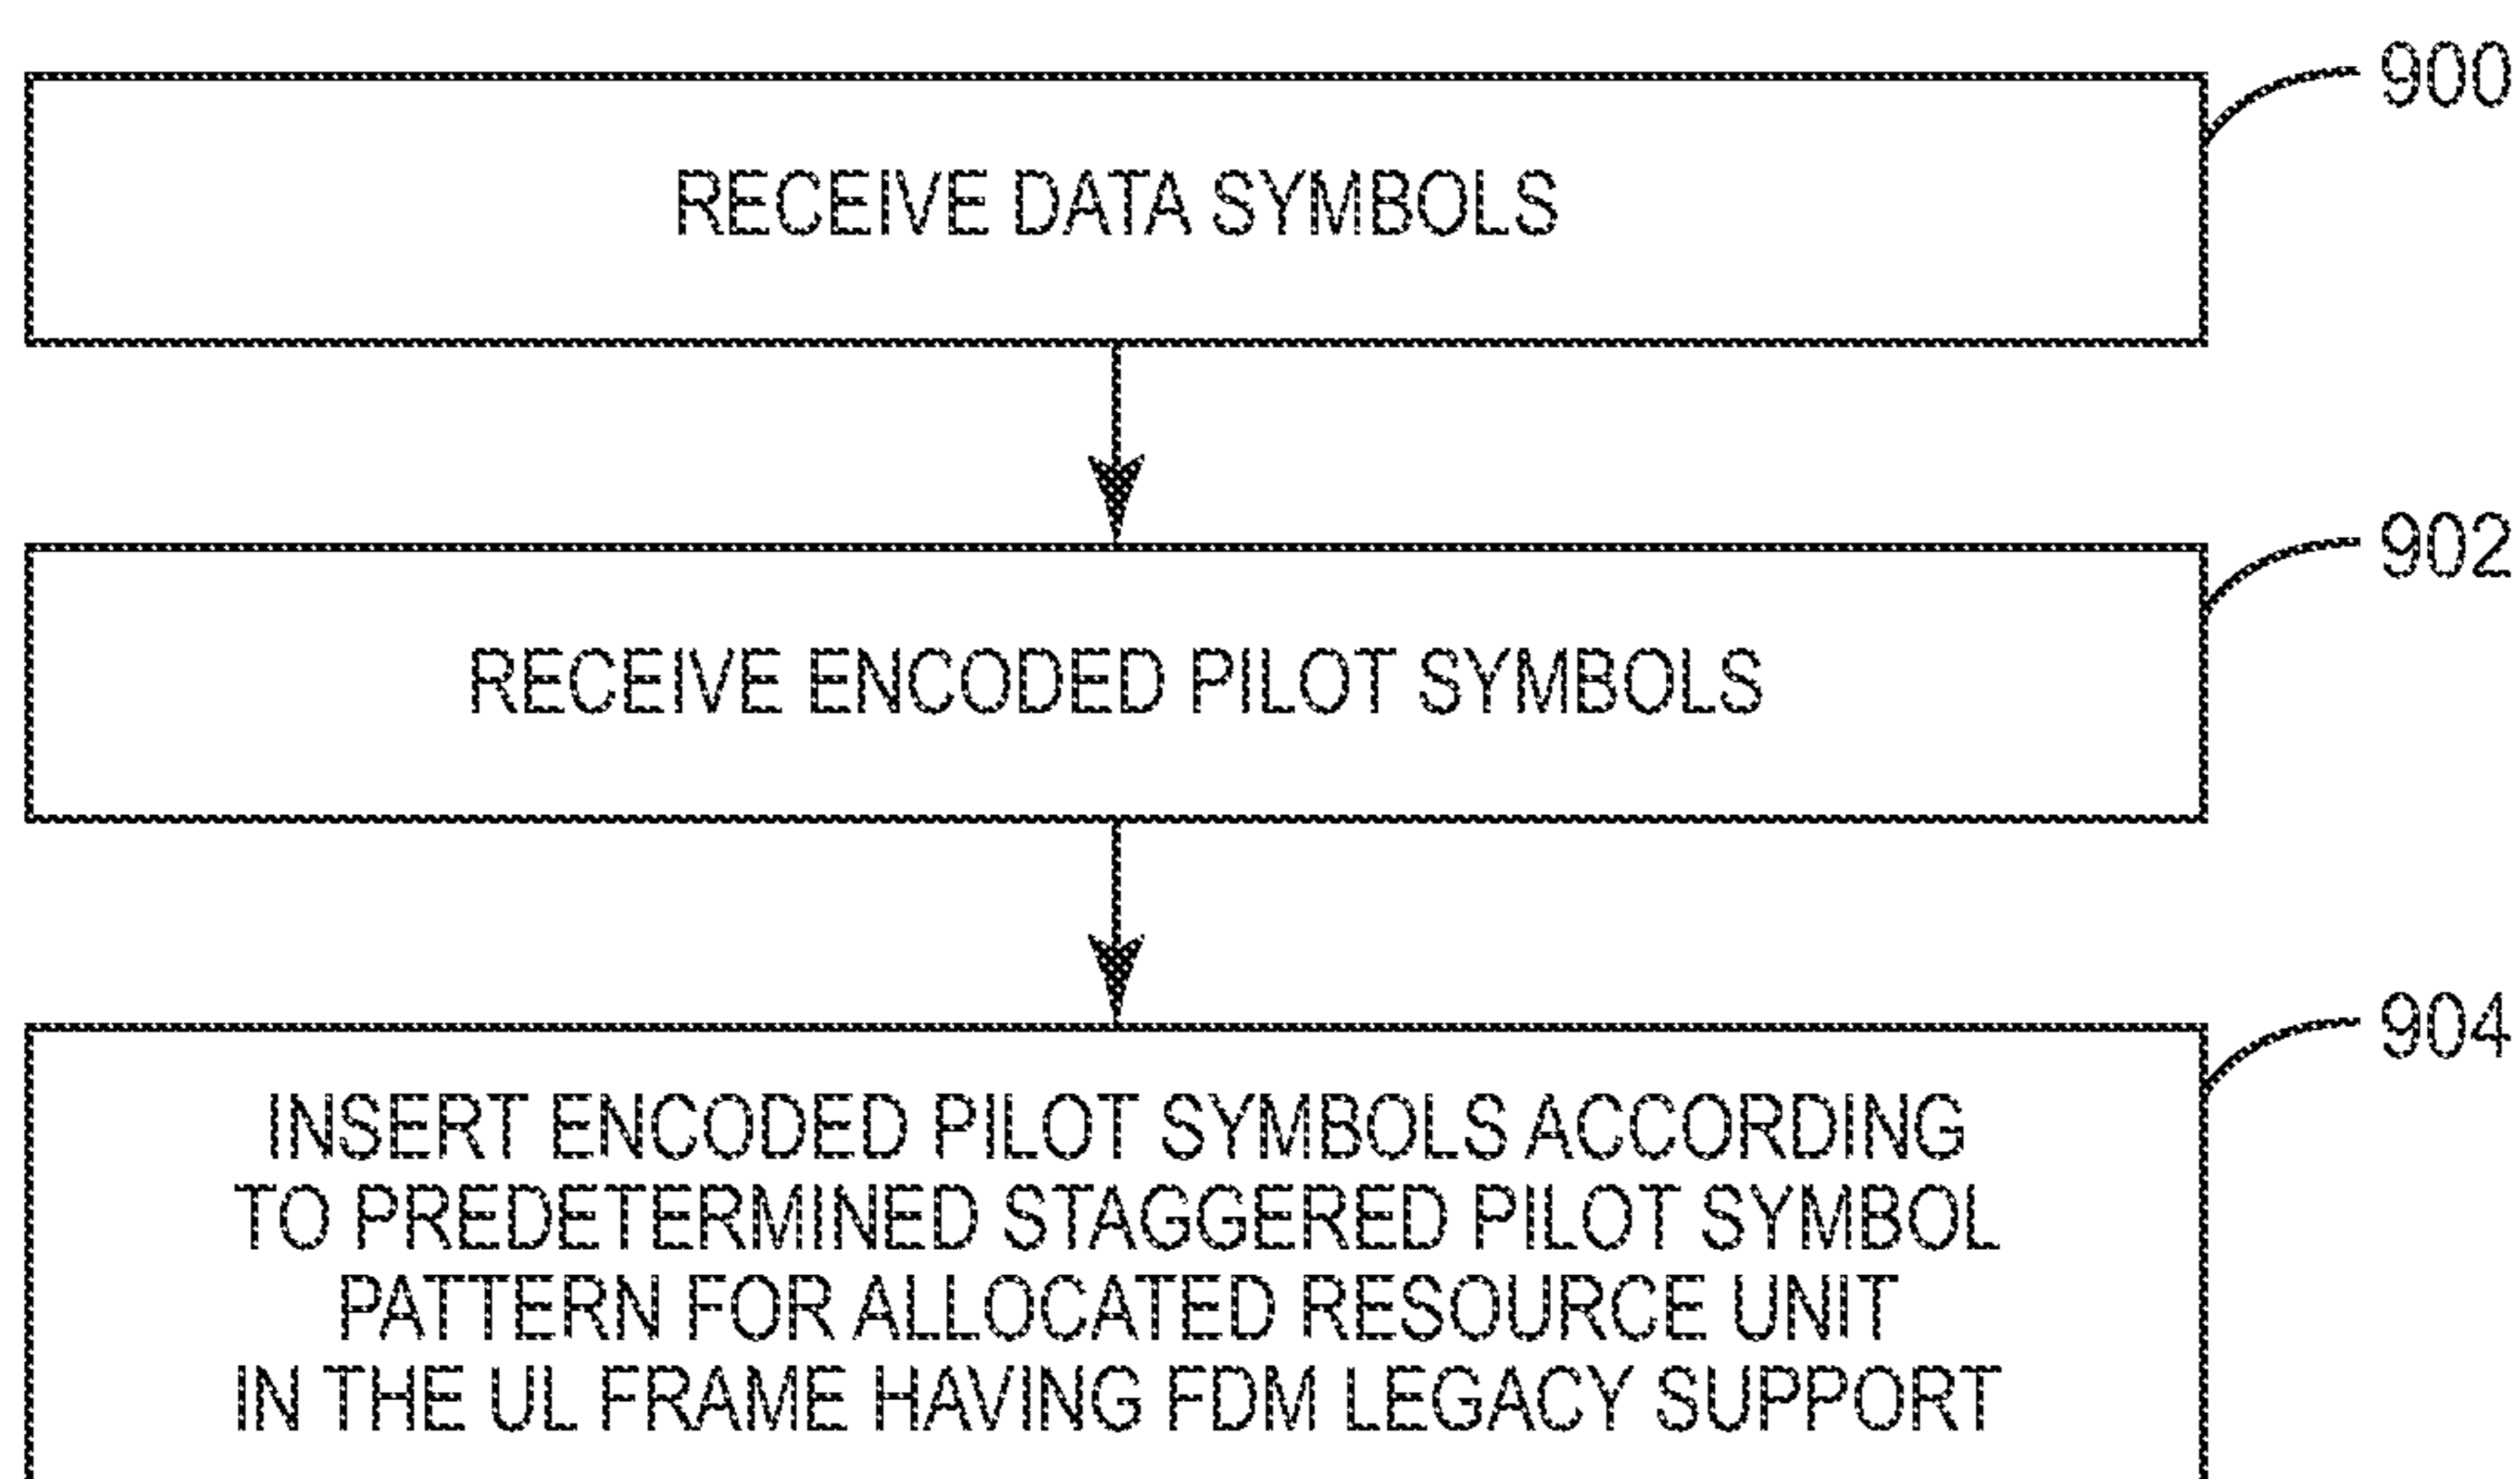 900
RECEIVE DATA SYMBOLS
902
RECEIVE ENCODED PILOT SYMBOLS
904
INSERT ENCODED PILOT SYMBOLS ACCORDING
TO PREDETERMINED STAGGERED PILOT SYMBOL
PATTERN FOR ALLOCATED RESOURCE UNIT
IN THE UL FRAME HAVING FDM LEGACY SUPPORT